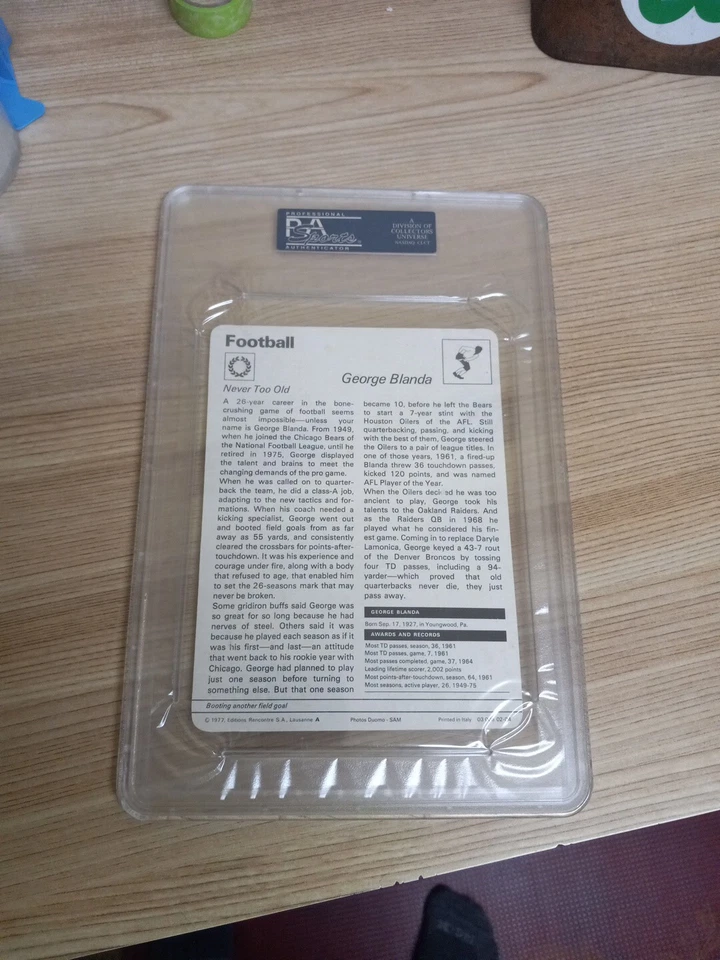 PROFESSIONAL
PSA
Sports
AUTHENTICATOR
A
DIVISION OF
COLLECTORS
UNIVERSE
NASDAQ: CLCT
Football
Never Too Old
George Blanda
A 26-year career in the bone-
crushing game of football seems
almost impossible—unless your
name is George Blanda. From 1949,
when he joined the Chicago Bears of
the National Football League, until he
retired in 1975, George displayed
the talent and brains to meet the
changing demands of the pro game.
When he was called on to quarter-
back the team, he did a class-A job,
adapting to the new tactics and for-
mations. When his coach needed a
kicking specialist, George went out
and booted field goals from as far
away as 55 yards, and consistently
cleared the crossbars for points-after-
touchdown. It was his experience and
courage under fire, along with a body
that refused to age, that enabled him
to set the 26-seasons mark that may
never be broken.
Some gridiron buffs said George was
so great for so long because he had
nerves of steel. Others said it was
because he played each season as if it
was his first—and last—an attitude
that went back to his rookie year with
Chicago. George had planned to play
just one season before turning to
something else. But that one season
became 10, before he left the Bears
to start a 7-year stint with the
Houston Oilers of the AFL. Still
quarterbacking, passing, and kicking
with the best of them, George steered
the Oilers to a pair of league titles. In
one of those years, 1961, a fired-up
Blanda threw 36 touchdown passes,
kicked 120 points, and was named
AFL Player of the Year.
When the Oilers decided he was too
ancient to play, George took his
talents to the Oakland Raiders. And
as the Raiders QB in 1968 he
played what he considered his fin-
est game. Coming in to replace Daryle
Lamonica, George keyed a 43-7 rout
of the Denver Broncos by tossing
four TD passes, including a 94-
yarder—which proved that old
quarterbacks never die, they just
pass away.
GEORGE BLANDA
Born Sep. 17, 1927, in Youngwood, Pa.
AWARDS AND RECORDS
Most TD passes, season, 36, 1961
Most TD passes, game, 7, 1961
Most passes completed, game, 37, 1964
Leading lifetime scorer, 2,002 points
Most points-after-touchdown, season, 64, 1961
Most seasons, active player, 26, 1949-75
Booting another field goal
© 1977, Editions Rencontre S.A., Lausanne A
Photos Duomo - SAM
Printed in Italy